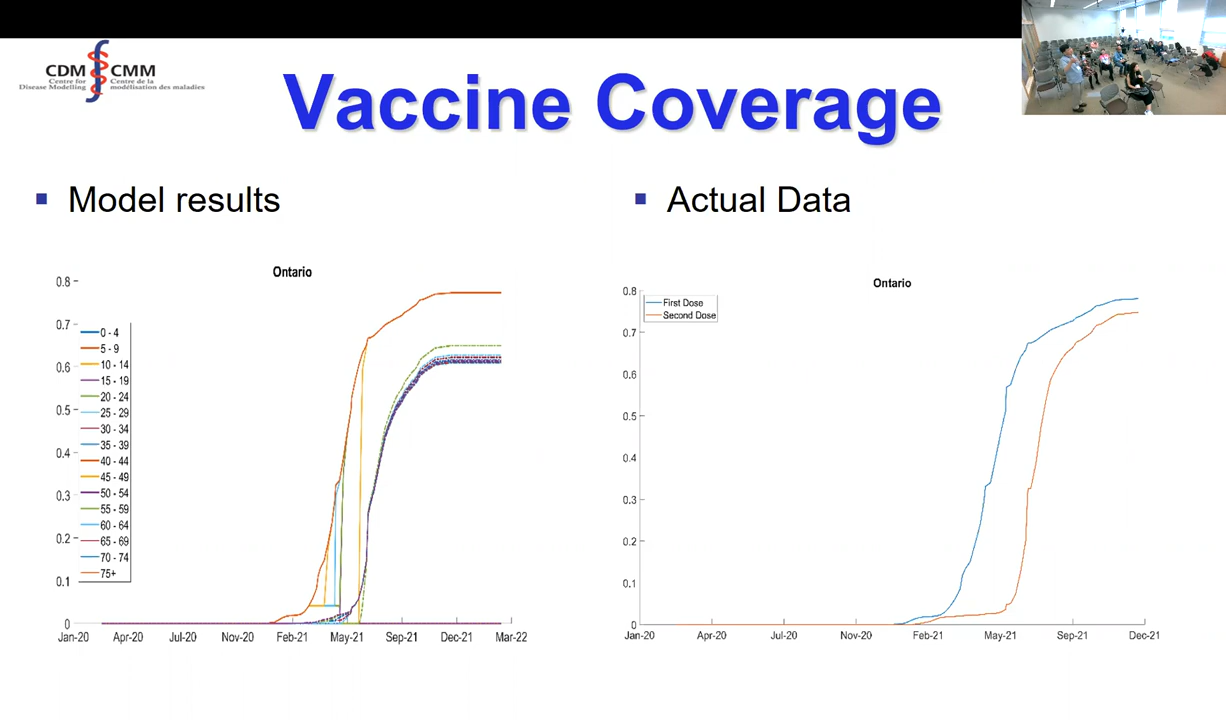 CDM CMM
Centre for Disease Modelling
Centre de la modélisation des maladies
Vaccine Coverage
Model results
Actual Data
Ontario
0.8
0.7
0.6
0.5
0.4
0.3
0.2
0.1
0
0 - 4
5 - 9
10 - 14
15 - 19
20 - 24
25 - 29
30 - 34
35 - 39
40 - 44
45 - 49
50 - 54
55 - 59
60 - 64
65 - 69
70 - 74
75+
Jan-20 Apr-20 Jul-20 Nov-20 Feb-21 May-21 Sep-21 Dec-21 Mar-22
Ontario
First Dose
Second Dose
0.8
0.7
0.6
0.5
0.4
0.3
0.2
0.1
0
Jan-20 Apr-20 Jul-20 Nov-20 Feb-21 May-21 Sep-21 Dec-21